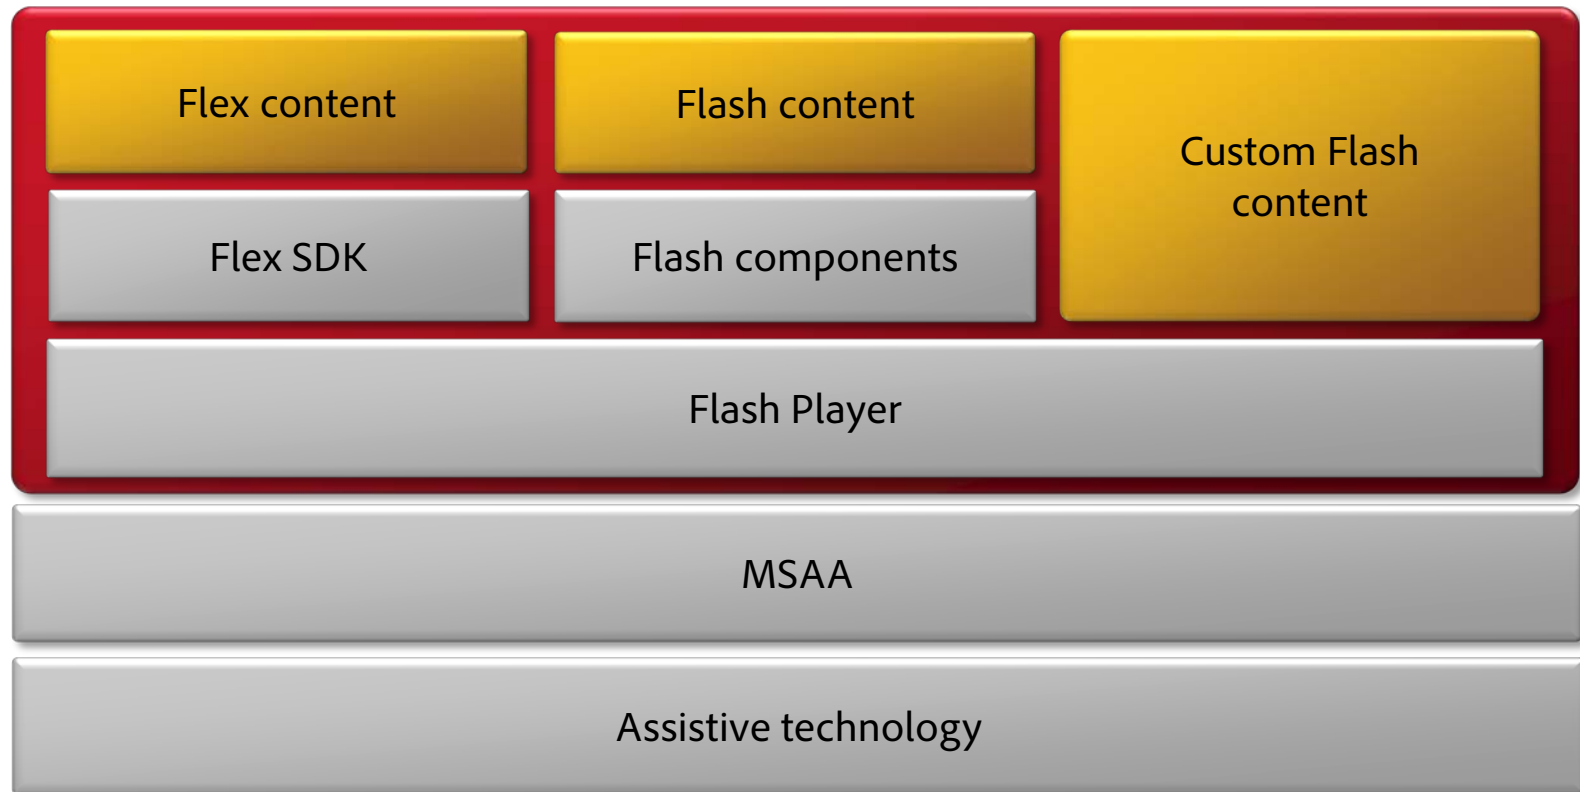 Flex content
Flash content
Custom Flash
content
Flex SDK
Flash components
Flash Player
MSAA
Assistive technology